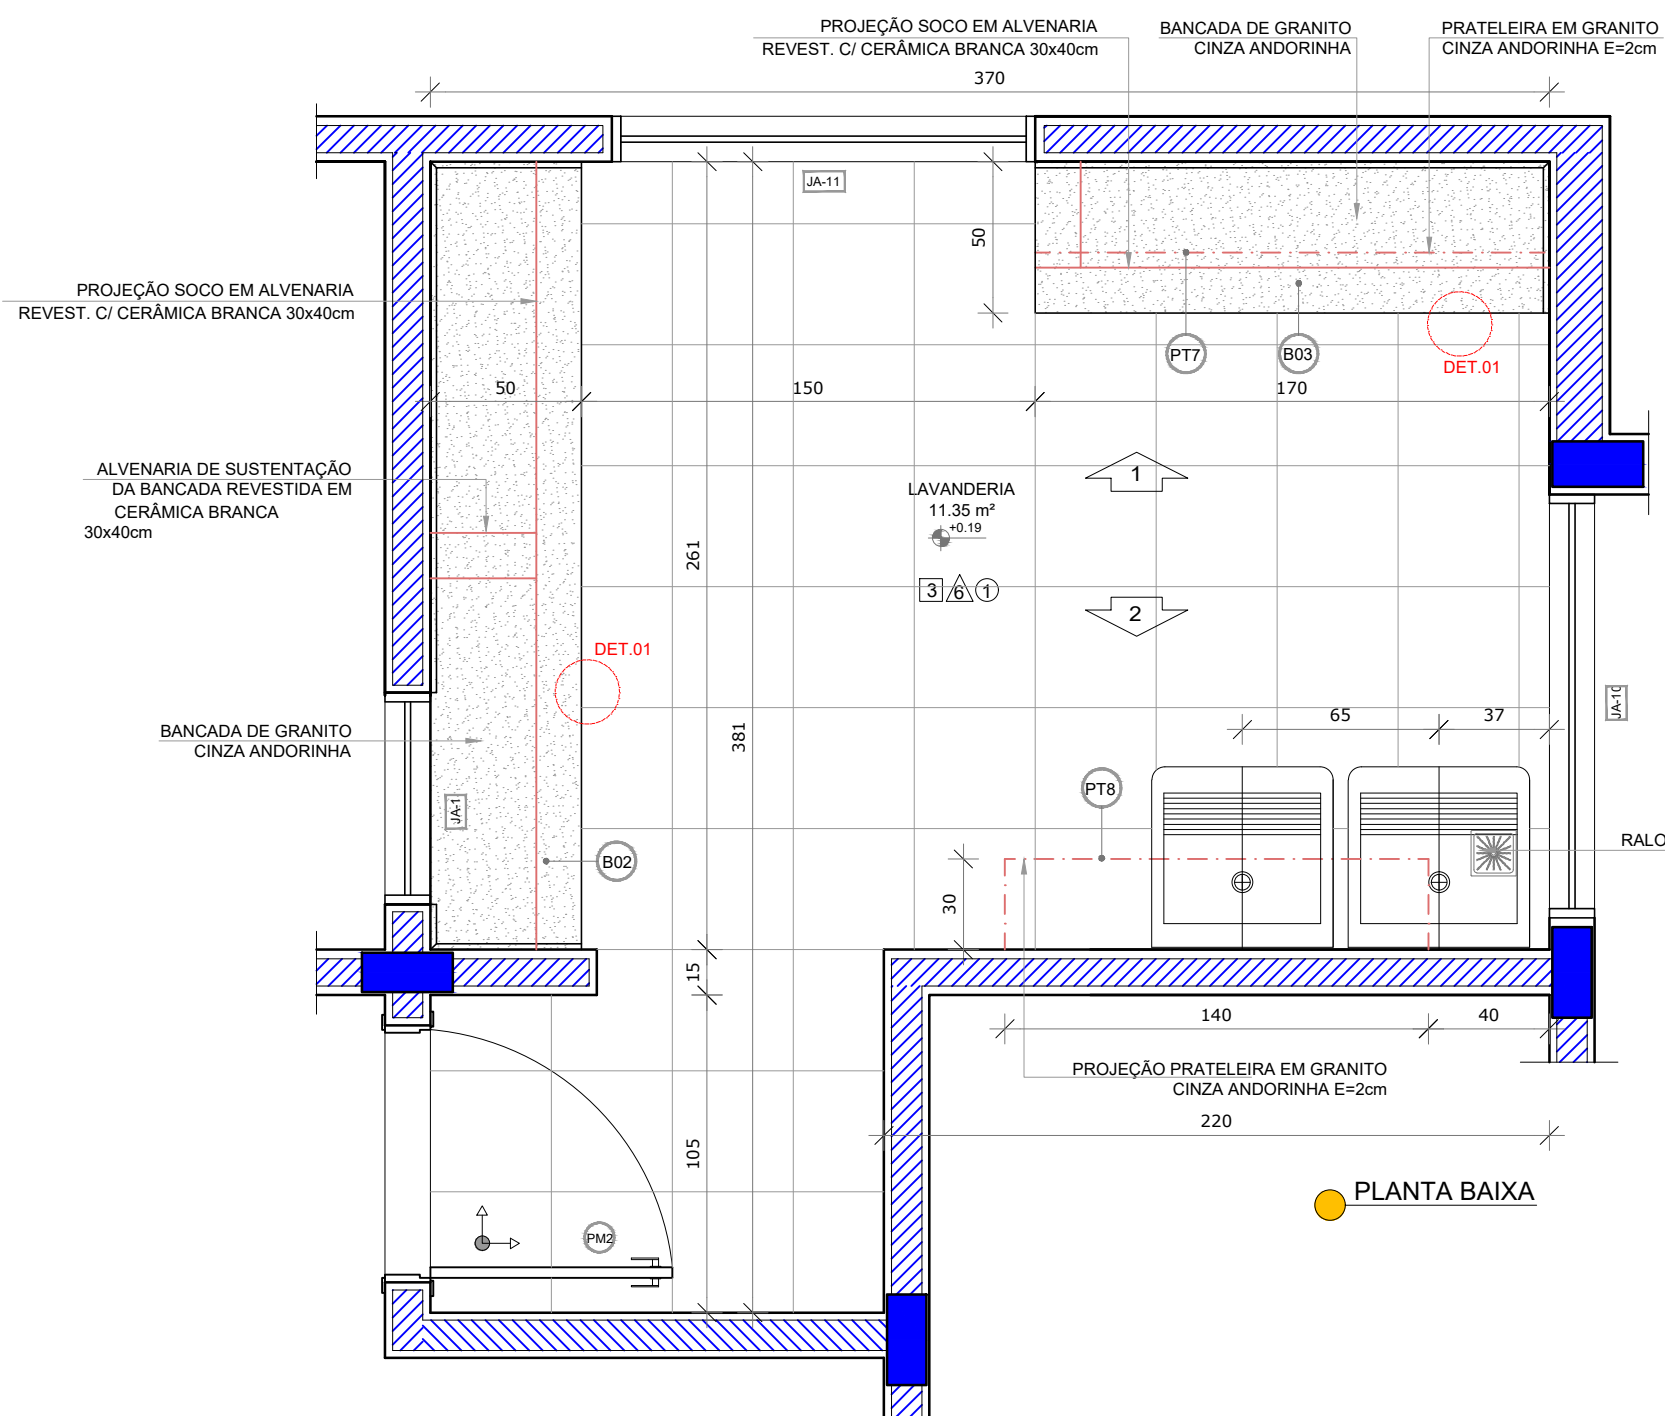 PROJEÇÃO SOCO EM ALVENARIA
REVEST. C/ CERÂMICA BRANCA 30x40cm
BANCADA DE GRANITO
CINZA ANDORINHA
PRATELEIRA EM GRANITO
CINZA ANDORINHA E=2cm
370
JA-11
50
PROJEÇÃO SOCO EM ALVENARIA
REVEST. C/ CERÂMICA BRANCA 30x40cm
PT7
B03
DET.01
50
150
170
ALVENARIA DE SUSTENTAÇÃO
DA BANCADA REVESTIDA EM
CERÂMICA BRANCA
30x40cm
1
LAVANDERIA
11.35 m²
+0.19
261
3
6
1
2
DET.01
JA-10
65
37
BANCADA DE GRANITO
CINZA ANDORINHA
381
PT8
JA-1
RALO
B02
30
15
140
40
PROJEÇÃO PRATELEIRA EM GRANITO
CINZA ANDORINHA E=2cm
220
105
PLANTA BAIXA
PM2